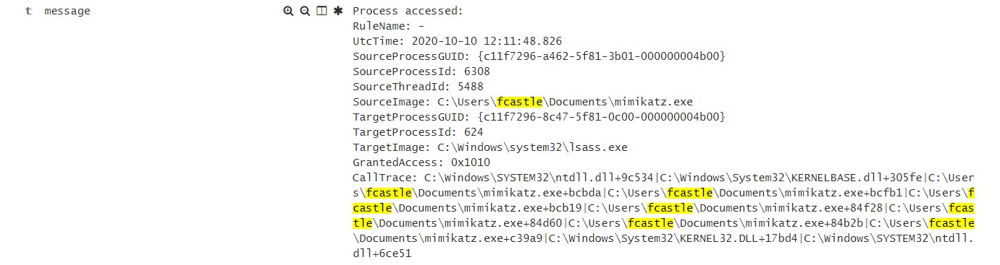 t message Process accessed:
RuleName: -
UtcTime: 2020-10-10 12:11:48.826
SourceProcessGUID: {c11f7296-a462-5f81-3b01-000000004b00}
SourceProcessId: 6308
SourceThreadId: 5488
SourceImage: C:\Users\fcastle\Documents\mimikatz.exe
TargetProcessGUID: {c11f7296-8c47-5f81-0c00-000000004b00}
TargetProcessId: 624
TargetImage: C:\Windows\system32\lsass.exe
GrantedAccess: 0x1010
CallTrace: C:\Windows\SYSTEM32\ntdll.dll+9c534|C:\Windows\System32\KERNELBASE.dll+305fe|C:\User
s\fcastle\Documents\mimikatz.exe+bcbda|C:\Users\fcastle\Documents\mimikatz.exe+bcfb1|C:\Users\f
castle\Documents\mimikatz.exe+bcb19|C:\Users\fcastle\Documents\mimikatz.exe+84f28|C:\Users\fcas
tle\Documents\mimikatz.exe+84d60|C:\Users\fcastle\Documents\mimikatz.exe+84b2b|C:\Users\fcastle
\Documents\mimikatz.exe+c39a9|C:\Windows\System32\KERNEL32.DLL+17bd4|C:\Windows\SYSTEM32\ntdll.
dll+6ce51